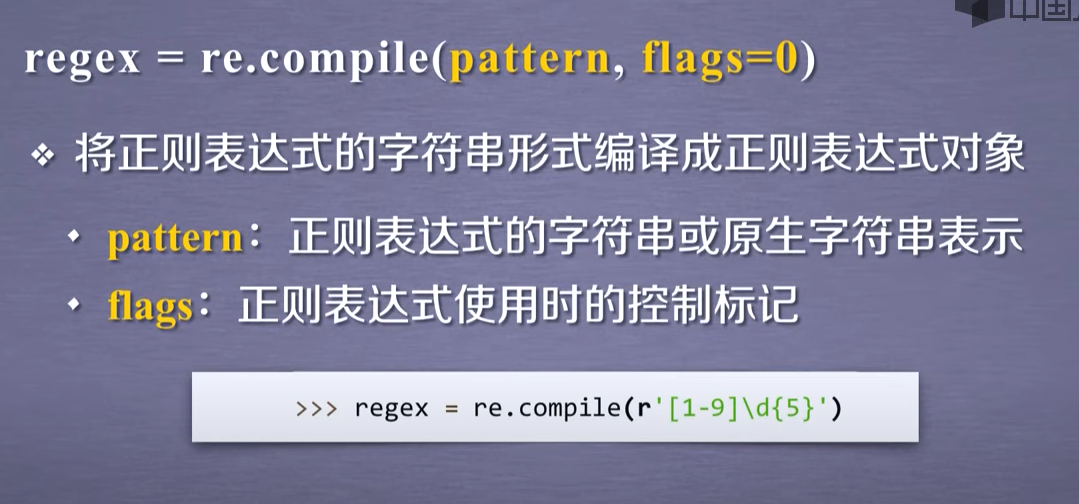 中国
regex = re.compile(pattern, flags=0)
❖ 将正则表达式的字符串形式编译成正则表达式对象
◆ pattern：正则表达式的字符串或原生字符串表示
◆ flags：正则表达式使用时的控制标记
>>> regex = re.compile(r'[1-9]\d{5}')